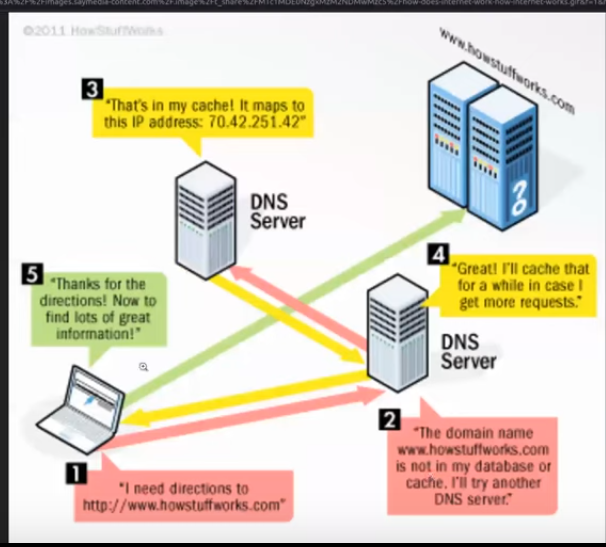 ©2011 HowStuffWorks
www.howstuffworks.com
3
"That's in my cache! It maps to
this IP address: 70.42.251.42"
DNS
Server
4
"Great! I'll cache that
for a while in case I
get more requests."
5
"Thanks for the
directions! Now to
find lots of great
information!"
DNS
Server
2
"The domain name
www.howstuffworks.com
is not in my database or
cache. I'll try another
DNS server."
1
"I need directions to
http://www.howstuffworks.com"